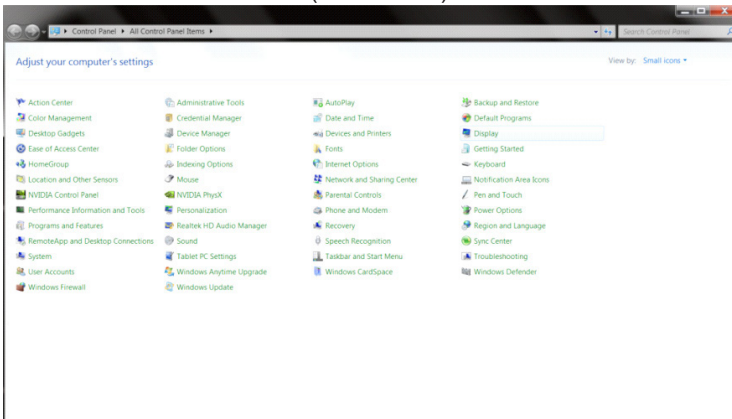 Control Panel ▸ All Control Panel Items ▸
Search Control Panel
Adjust your computer's settings
View by: Small icons
Action Center
Administrative Tools
AutoPlay
Backup and Restore
Color Management
Credential Manager
Date and Time
Default Programs
Desktop Gadgets
Device Manager
Devices and Printers
Display
Ease of Access Center
Folder Options
Fonts
Getting Started
HomeGroup
Indexing Options
Internet Options
Keyboard
Location and Other Sensors
Mouse
Network and Sharing Center
Notification Area Icons
NVIDIA Control Panel
NVIDIA PhysX
Parental Controls
Pen and Touch
Performance Information and Tools
Personalization
Phone and Modem
Power Options
Programs and Features
Realtek HD Audio Manager
Recovery
Region and Language
RemoteApp and Desktop Connections
Sound
Speech Recognition
Sync Center
System
Tablet PC Settings
Taskbar and Start Menu
Troubleshooting
User Accounts
Windows Anytime Upgrade
Windows CardSpace
Windows Defender
Windows Firewall
Windows Update